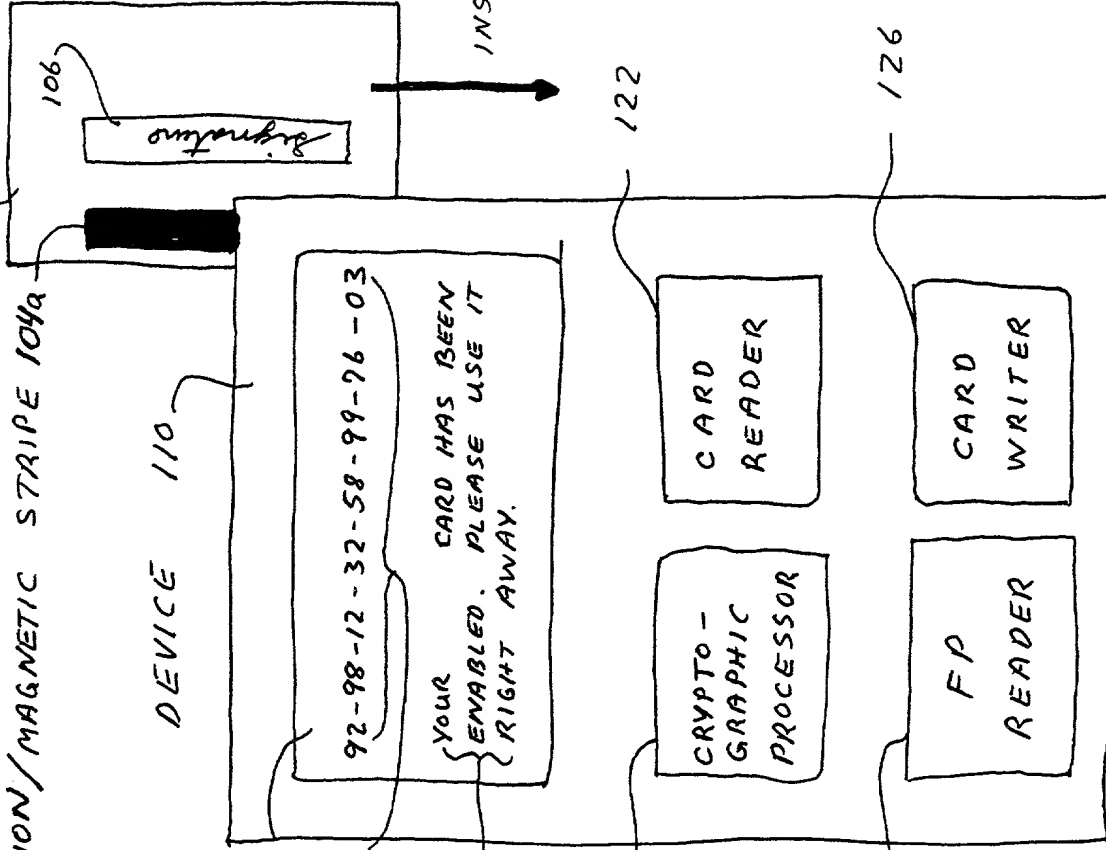 ION/MAGNETIC STRIPE 104a
106
Signature
INS
DEVICE 110
92-98-12-32-58-99-76-03
YOUR CARD HAS BEEN
ENABLED. PLEASE USE IT
RIGHT AWAY.
122
CARD
READER
CRYPTO-
GRAPHIC
PROCESSOR
126
CARD
WRITER
FP
READER